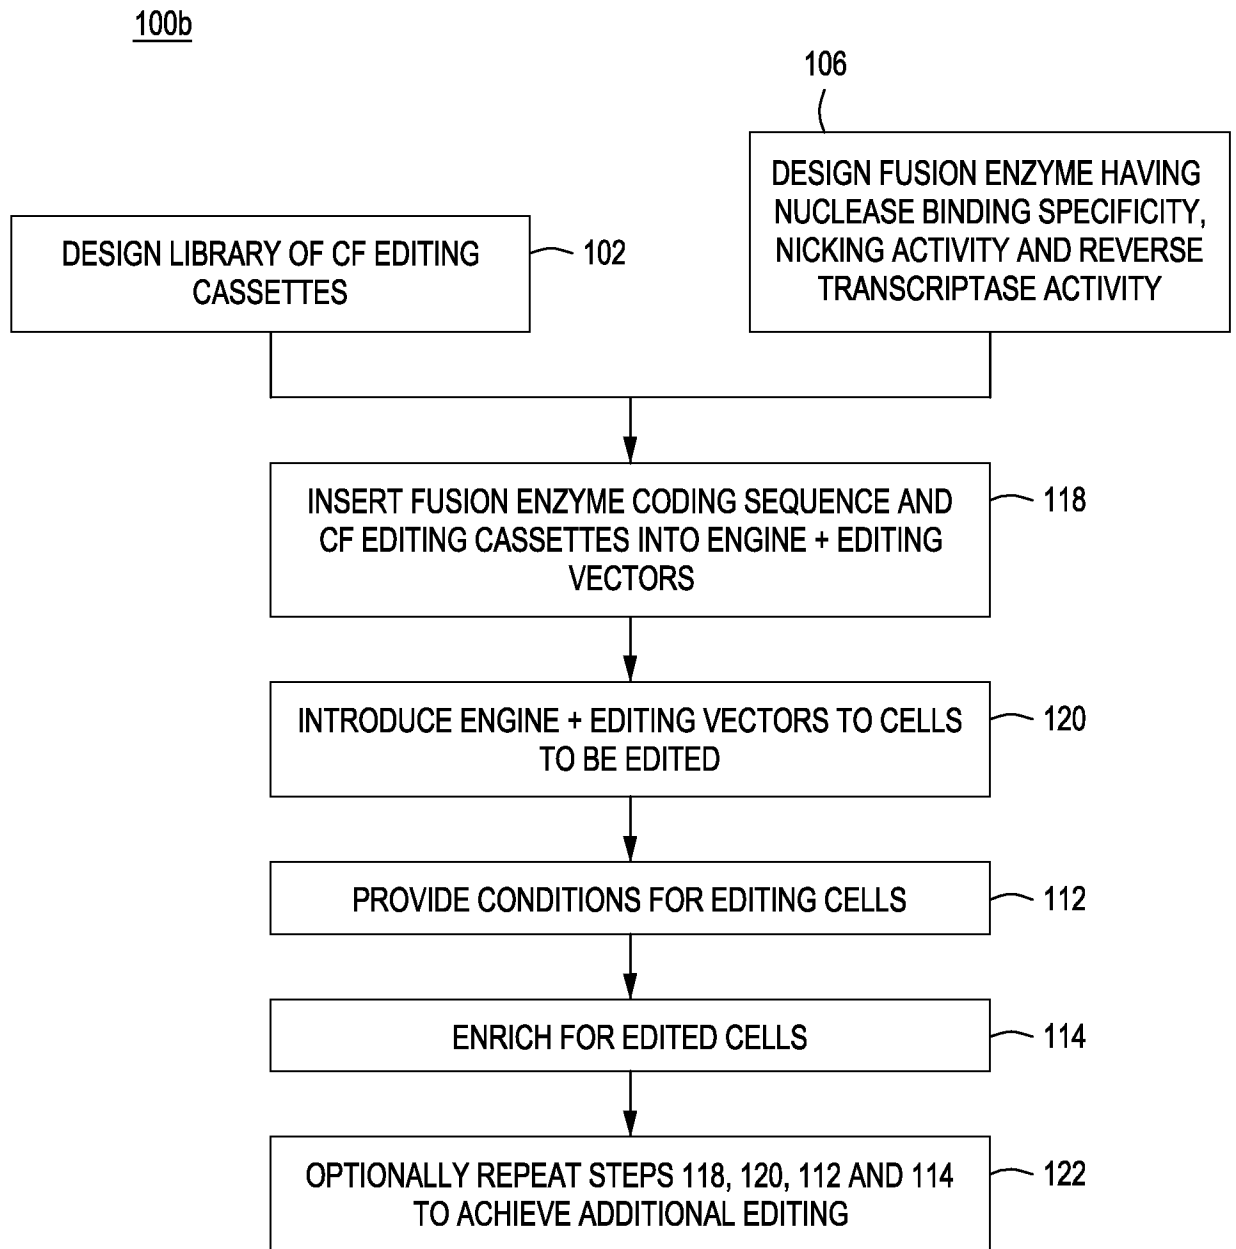 100b
106
DESIGN FUSION ENZYME HAVING
NUCLEASE BINDING SPECIFICITY,
NICKING ACTIVITY AND REVERSE
TRANSCRIPTASE ACTIVITY
DESIGN LIBRARY OF CF EDITING
CASSETTES
102
INSERT FUSION ENZYME CODING SEQUENCE AND
CF EDITING CASSETTES INTO ENGINE + EDITING
VECTORS
118
INTRODUCE ENGINE + EDITING VECTORS TO CELLS
TO BE EDITED
120
PROVIDE CONDITIONS FOR EDITING CELLS
112
ENRICH FOR EDITED CELLS
114
OPTIONALLY REPEAT STEPS 118, 120, 112 AND 114
TO ACHIEVE ADDITIONAL EDITING
122